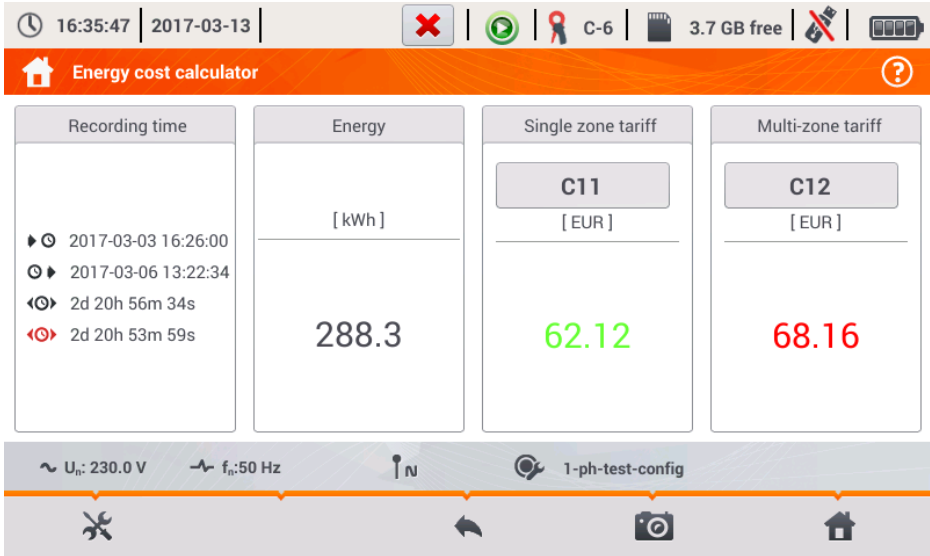 16:35:47 2017-03-13 C-6 3.7 GB free
Energy cost calculator ?
Recording time
2017-03-03 16:26:00
2017-03-06 13:22:34
2d 20h 56m 34s
2d 20h 53m 59s
Energy
[ kWh ]
288.3
Single zone tariff
C11
[ EUR ]
62.12
Multi-zone tariff
C12
[ EUR ]
68.16
Un: 230.0 V fn:50 Hz N 1-ph-test-config